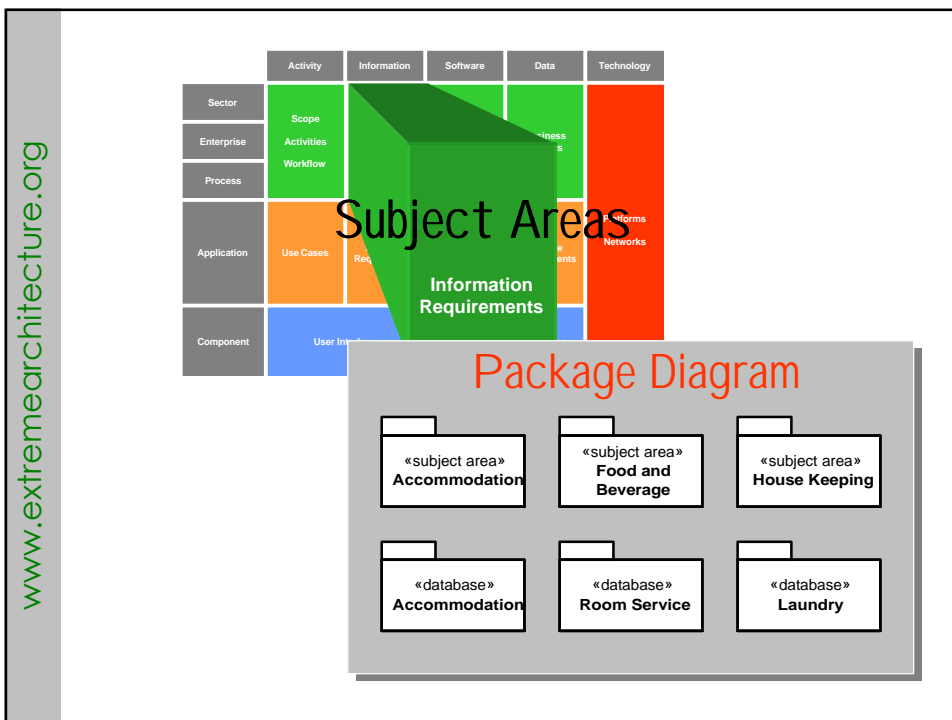 www.extremearchitecture.org
Activity Information Software Data Technology
Sector
Enterprise
Process
Application
Component
Scope
Activities
Workflow
Subject Areas
Platforms
Networks
Use Cases
Information
Requirements
User
Package Diagram
«subject area»
Accommodation
«subject area»
Food and
Beverage
«subject area»
House Keeping
«database»
Accommodation
«database»
Room Service
«database»
Laundry